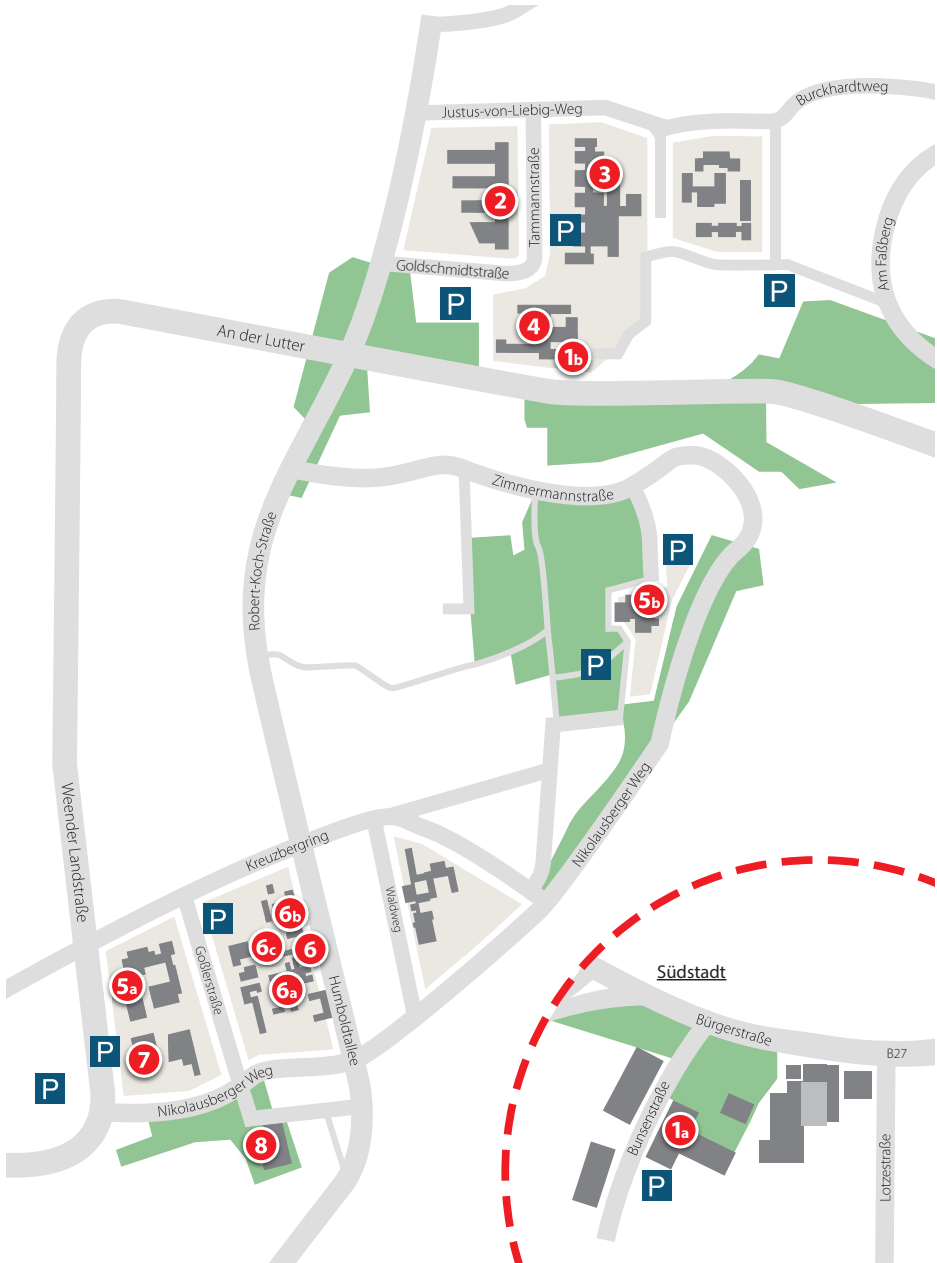 Justus-von-Liebig-Weg
Burckhardtweg
Tammannstraße
3
2
P
Am Faßberg
Goldschmidtstraße
P
P
4
An der Lutter
1b
Zimmermannstraße
Robert-Koch-Straße
P
5b
P
Nikolausberger Weg
Weender Landstraße
Kreuzbergring
Waldweg
P
6b
6c
6
Goßlerstraße
5a
6a
Humboldtallee
Südstadt
Bürgerstraße
B27
P
7
P
Nikolausberger Weg
8
Bunsenstraße
1a
Lotzestraße
P